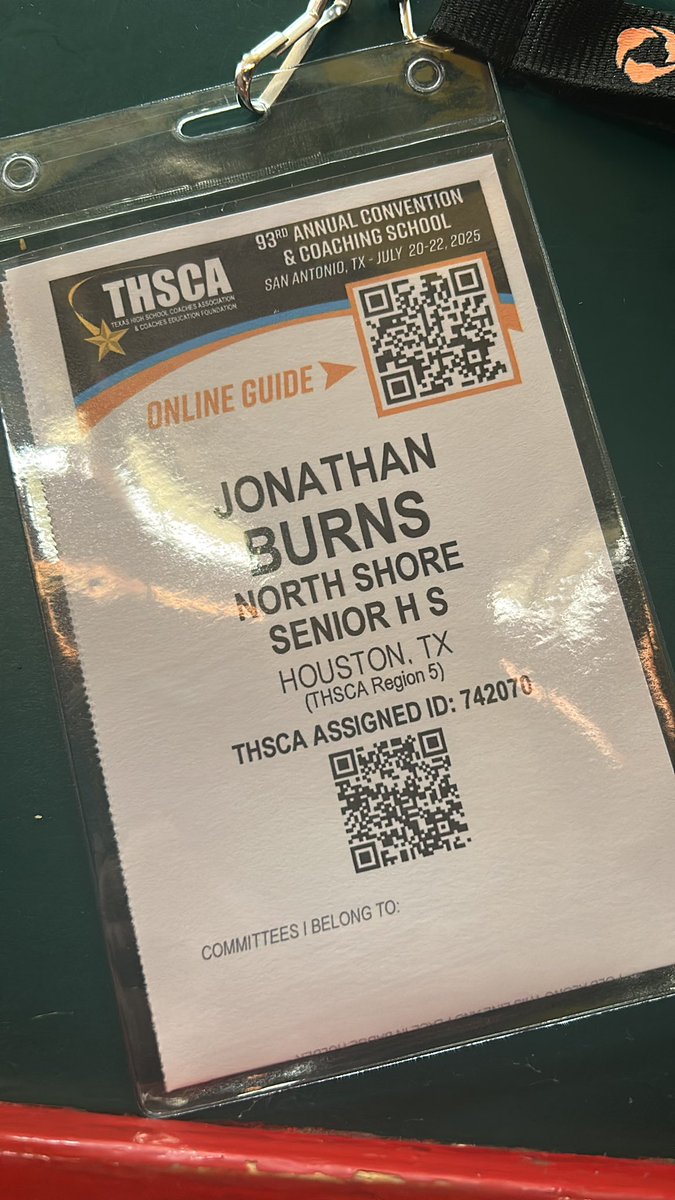 93RD ANNUAL CONVENTION
& COACHING SCHOOL
SAN ANTONIO, TX - JULY 20-22, 2025
THSCA
TEXAS HIGH SCHOOL COACHES ASSOCIATION
& COACHES EDUCATION FOUNDATION
ONLINE GUIDE
JONATHAN
BURNS
NORTH SHORE
SENIOR H S
HOUSTON, TX
(THSCA Region 5)
THSCA ASSIGNED ID: 742070
COMMITTEES I BELONG TO: